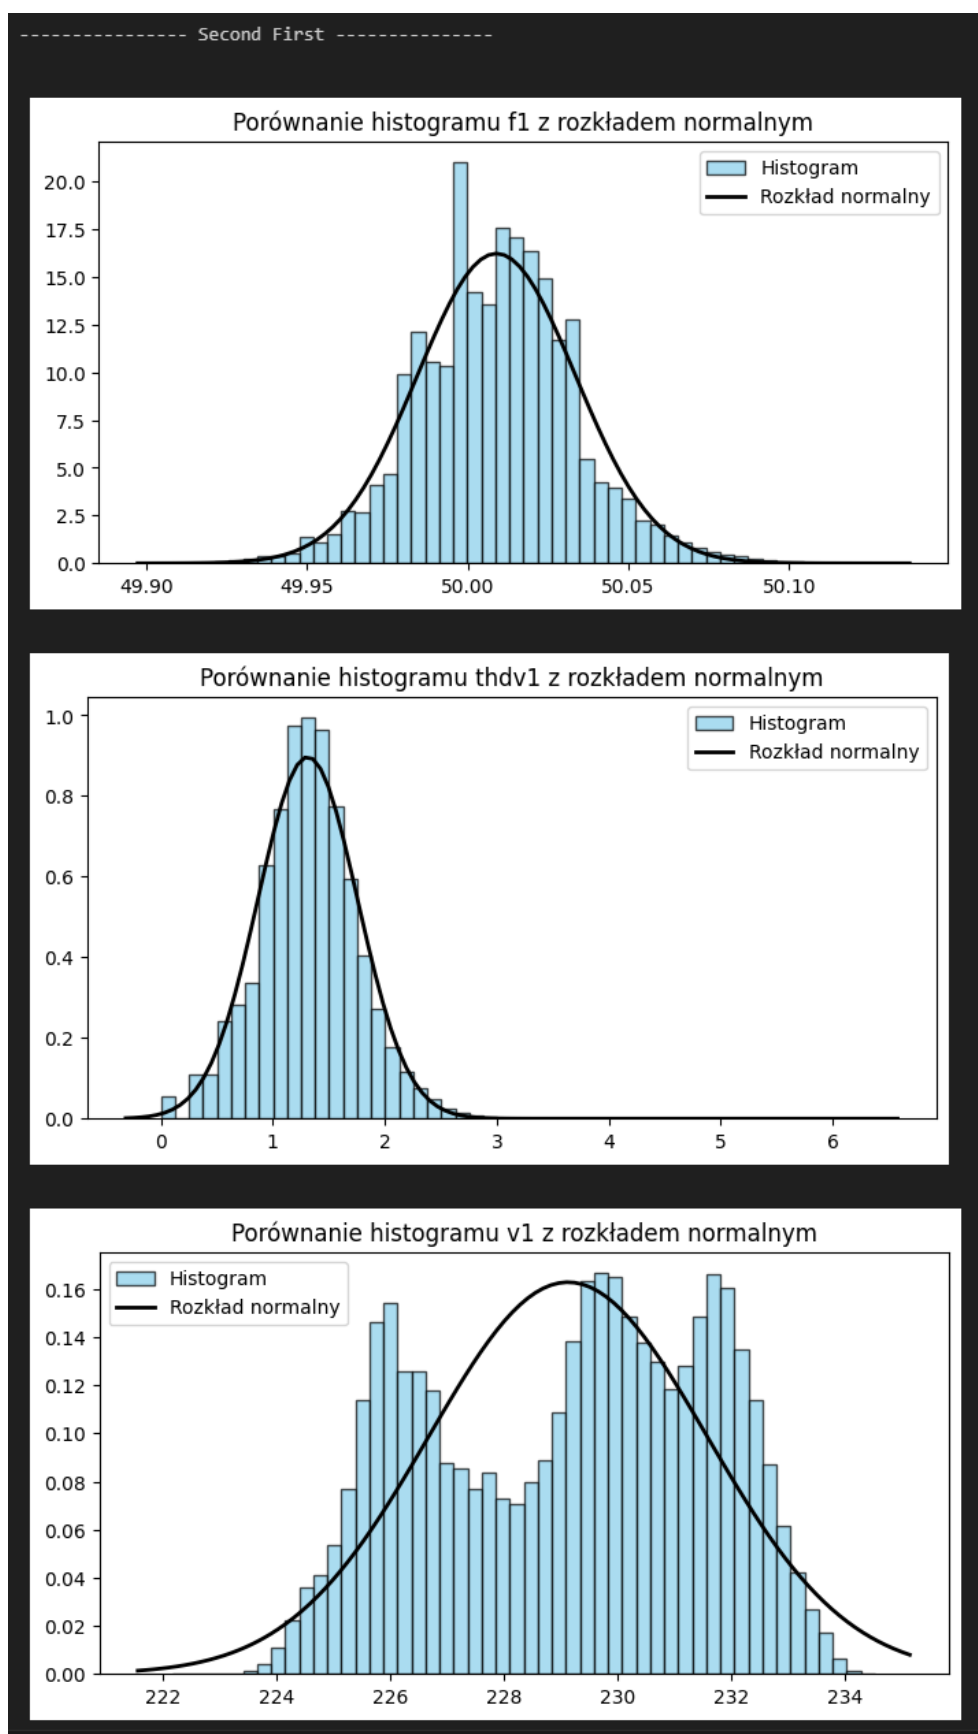 ---------------- Second First ---------------
Porównanie histogramu f1 z rozkładem normalnym
Histogram
Rozkład normalny
20.0
17.5
15.0
12.5
10.0
7.5
5.0
2.5
0.0
49.90 49.95 50.00 50.05 50.10
Porównanie histogramu thdv1 z rozkładem normalnym
Histogram
Rozkład normalny
1.0
0.8
0.6
0.4
0.2
0.0
0 1 2 3 4 5 6
Porównanie histogramu v1 z rozkładem normalnym
Histogram
Rozkład normalny
0.16
0.14
0.12
0.10
0.08
0.06
0.04
0.02
0.00
222 224 226 228 230 232 234